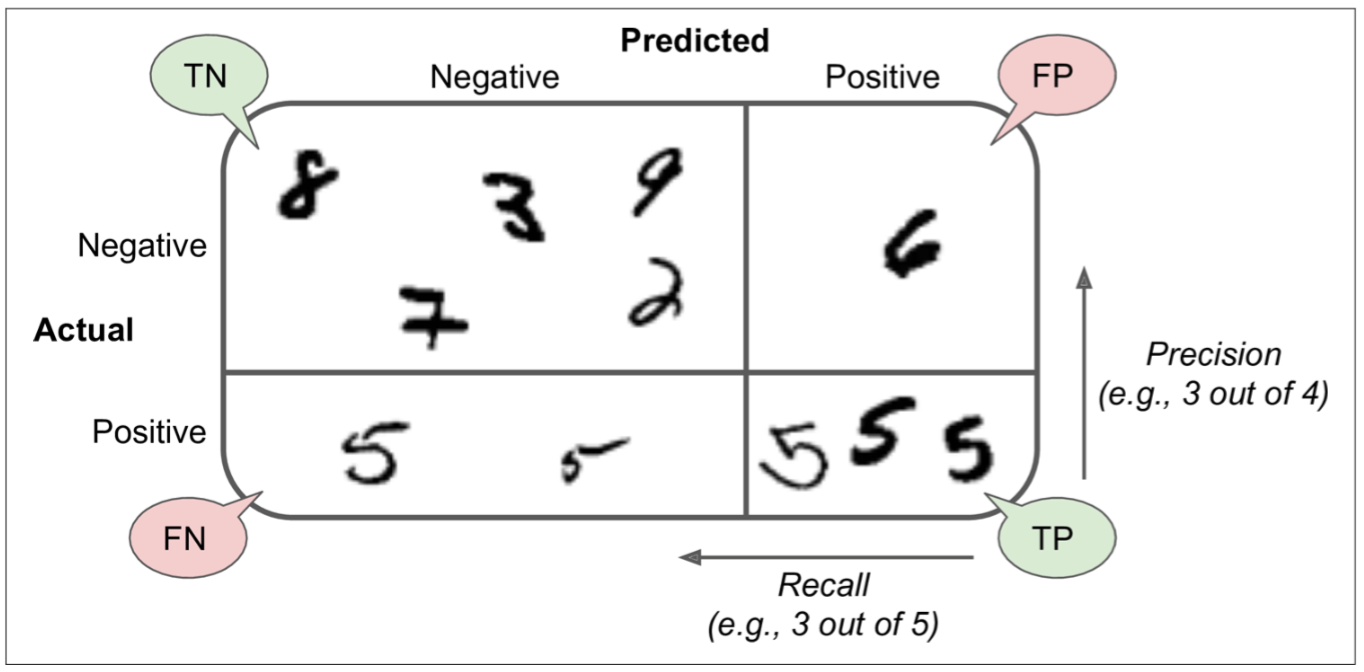 Predicted
TN
Negative
Positive
FP
8
3
9
Negative
6
7
2
Actual
Precision
(e.g., 3 out of 4)
Positive
5
5
5
5
5
FN
TP
Recall
(e.g., 3 out of 5)